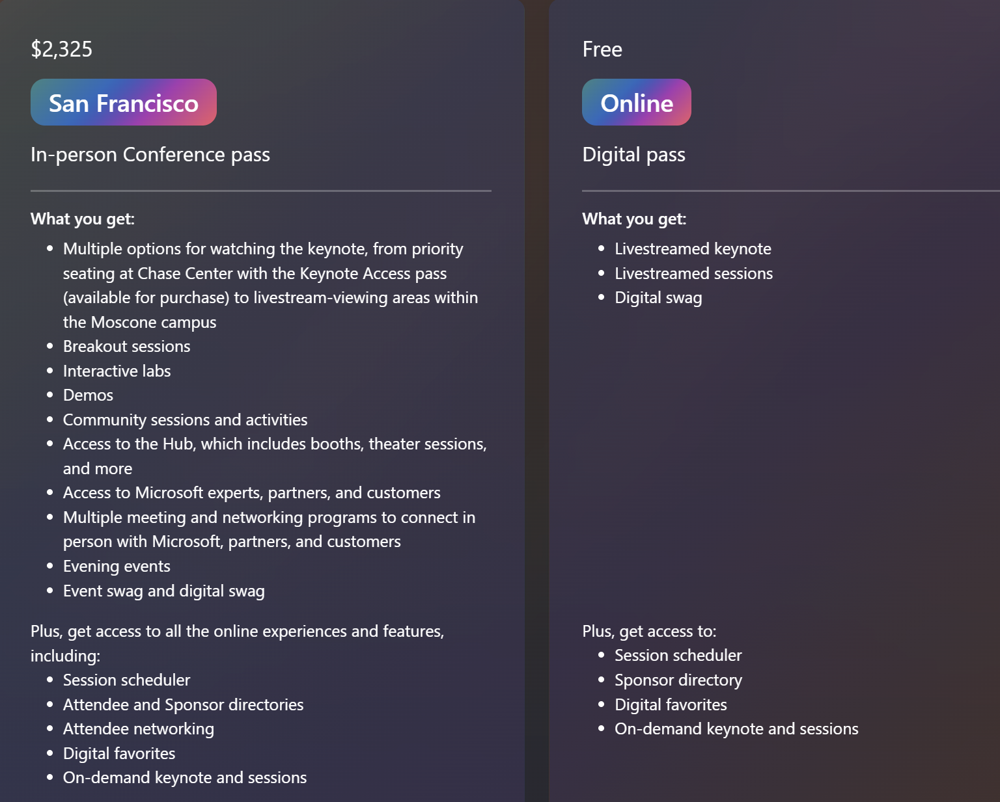 $2,325
San Francisco
In-person Conference pass
What you get:
• Multiple options for watching the keynote, from priority
seating at Chase Center with the Keynote Access pass
(available for purchase) to livestream-viewing areas within
the Moscone campus
• Breakout sessions
• Interactive labs
• Demos
• Community sessions and activities
• Access to the Hub, which includes booths, theater sessions,
and more
• Access to Microsoft experts, partners, and customers
• Multiple meeting and networking programs to connect in
person with Microsoft, partners, and customers
• Evening events
• Event swag and digital swag
Plus, get access to all the online experiences and features,
including:
• Session scheduler
• Attendee and Sponsor directories
• Attendee networking
• Digital favorites
• On-demand keynote and sessions
Free
Online
Digital pass
What you get:
• Livestreamed keynote
• Livestreamed sessions
• Digital swag
Plus, get access to:
• Session scheduler
• Sponsor directory
• Digital favorites
• On-demand keynote and sessions